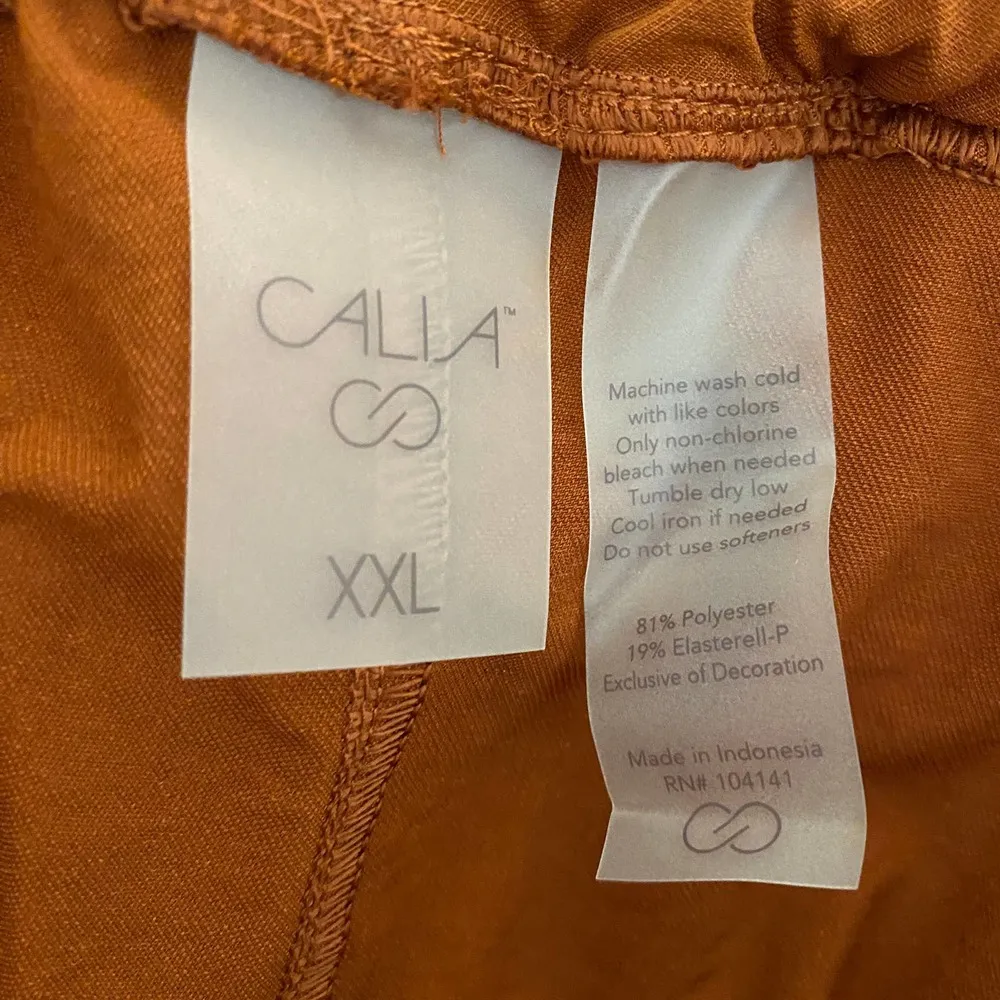 CALIA™
XXL
Machine wash cold
with like colors
Only non-chlorine
bleach when needed
Tumble dry low
Cool iron if needed
Do not use softeners
81% Polyester
19% Elasterell-P
Exclusive of Decoration
Made in Indonesia
RN# 104141